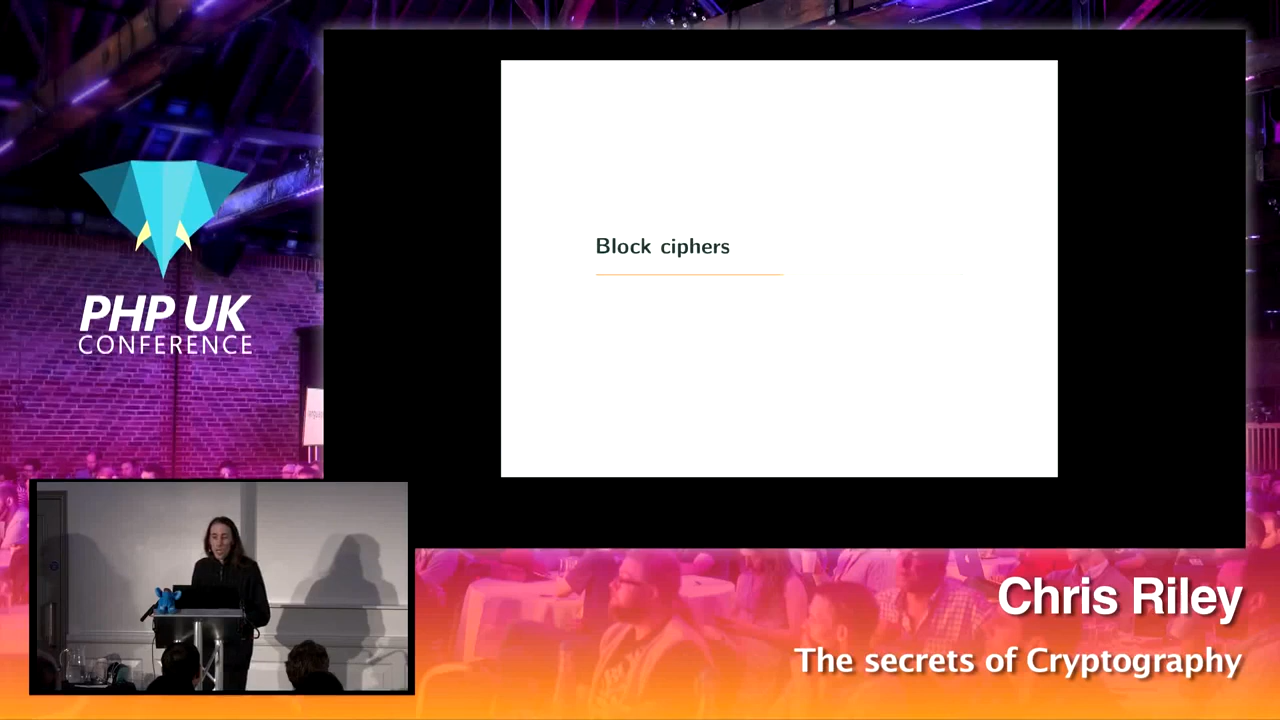 Block ciphers
PHP UK
CONFERENCE
Chris Riley
The secrets of Cryptography